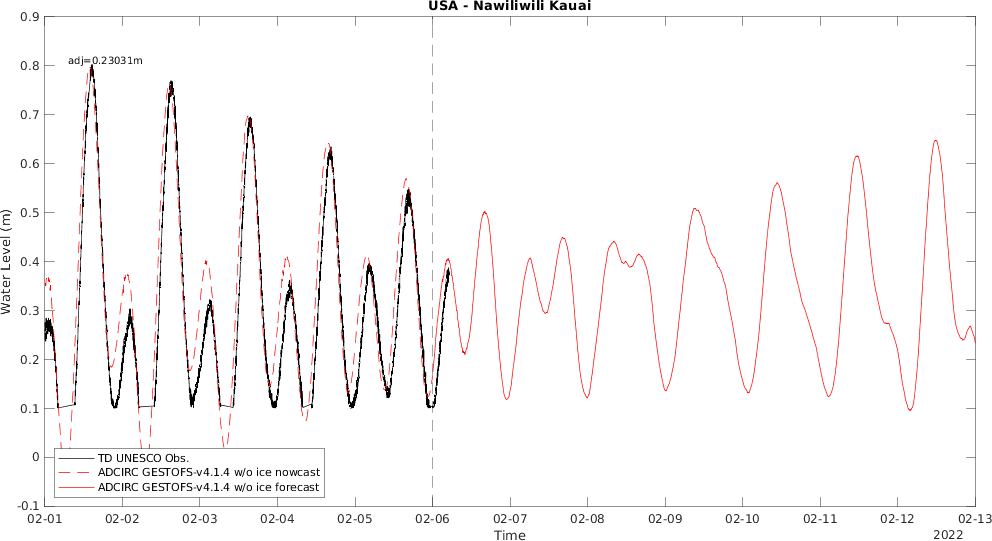 USA - Nawiliwili Kauai
0.9
0.8
0.7
0.6
0.5
0.4
0.3
0.2
0.1
0
-0.1
Water Level (m)
adj=0.23031m
TD UNESCO Obs.
ADCIRC GESTOFS-v4.1.4 w/o ice nowcast
ADCIRC GESTOFS-v4.1.4 w/o ice forecast
02-01 02-02 02-03 02-04 02-05 02-06 02-07 02-08 02-09 02-10 02-11 02-12 02-13
Time
2022